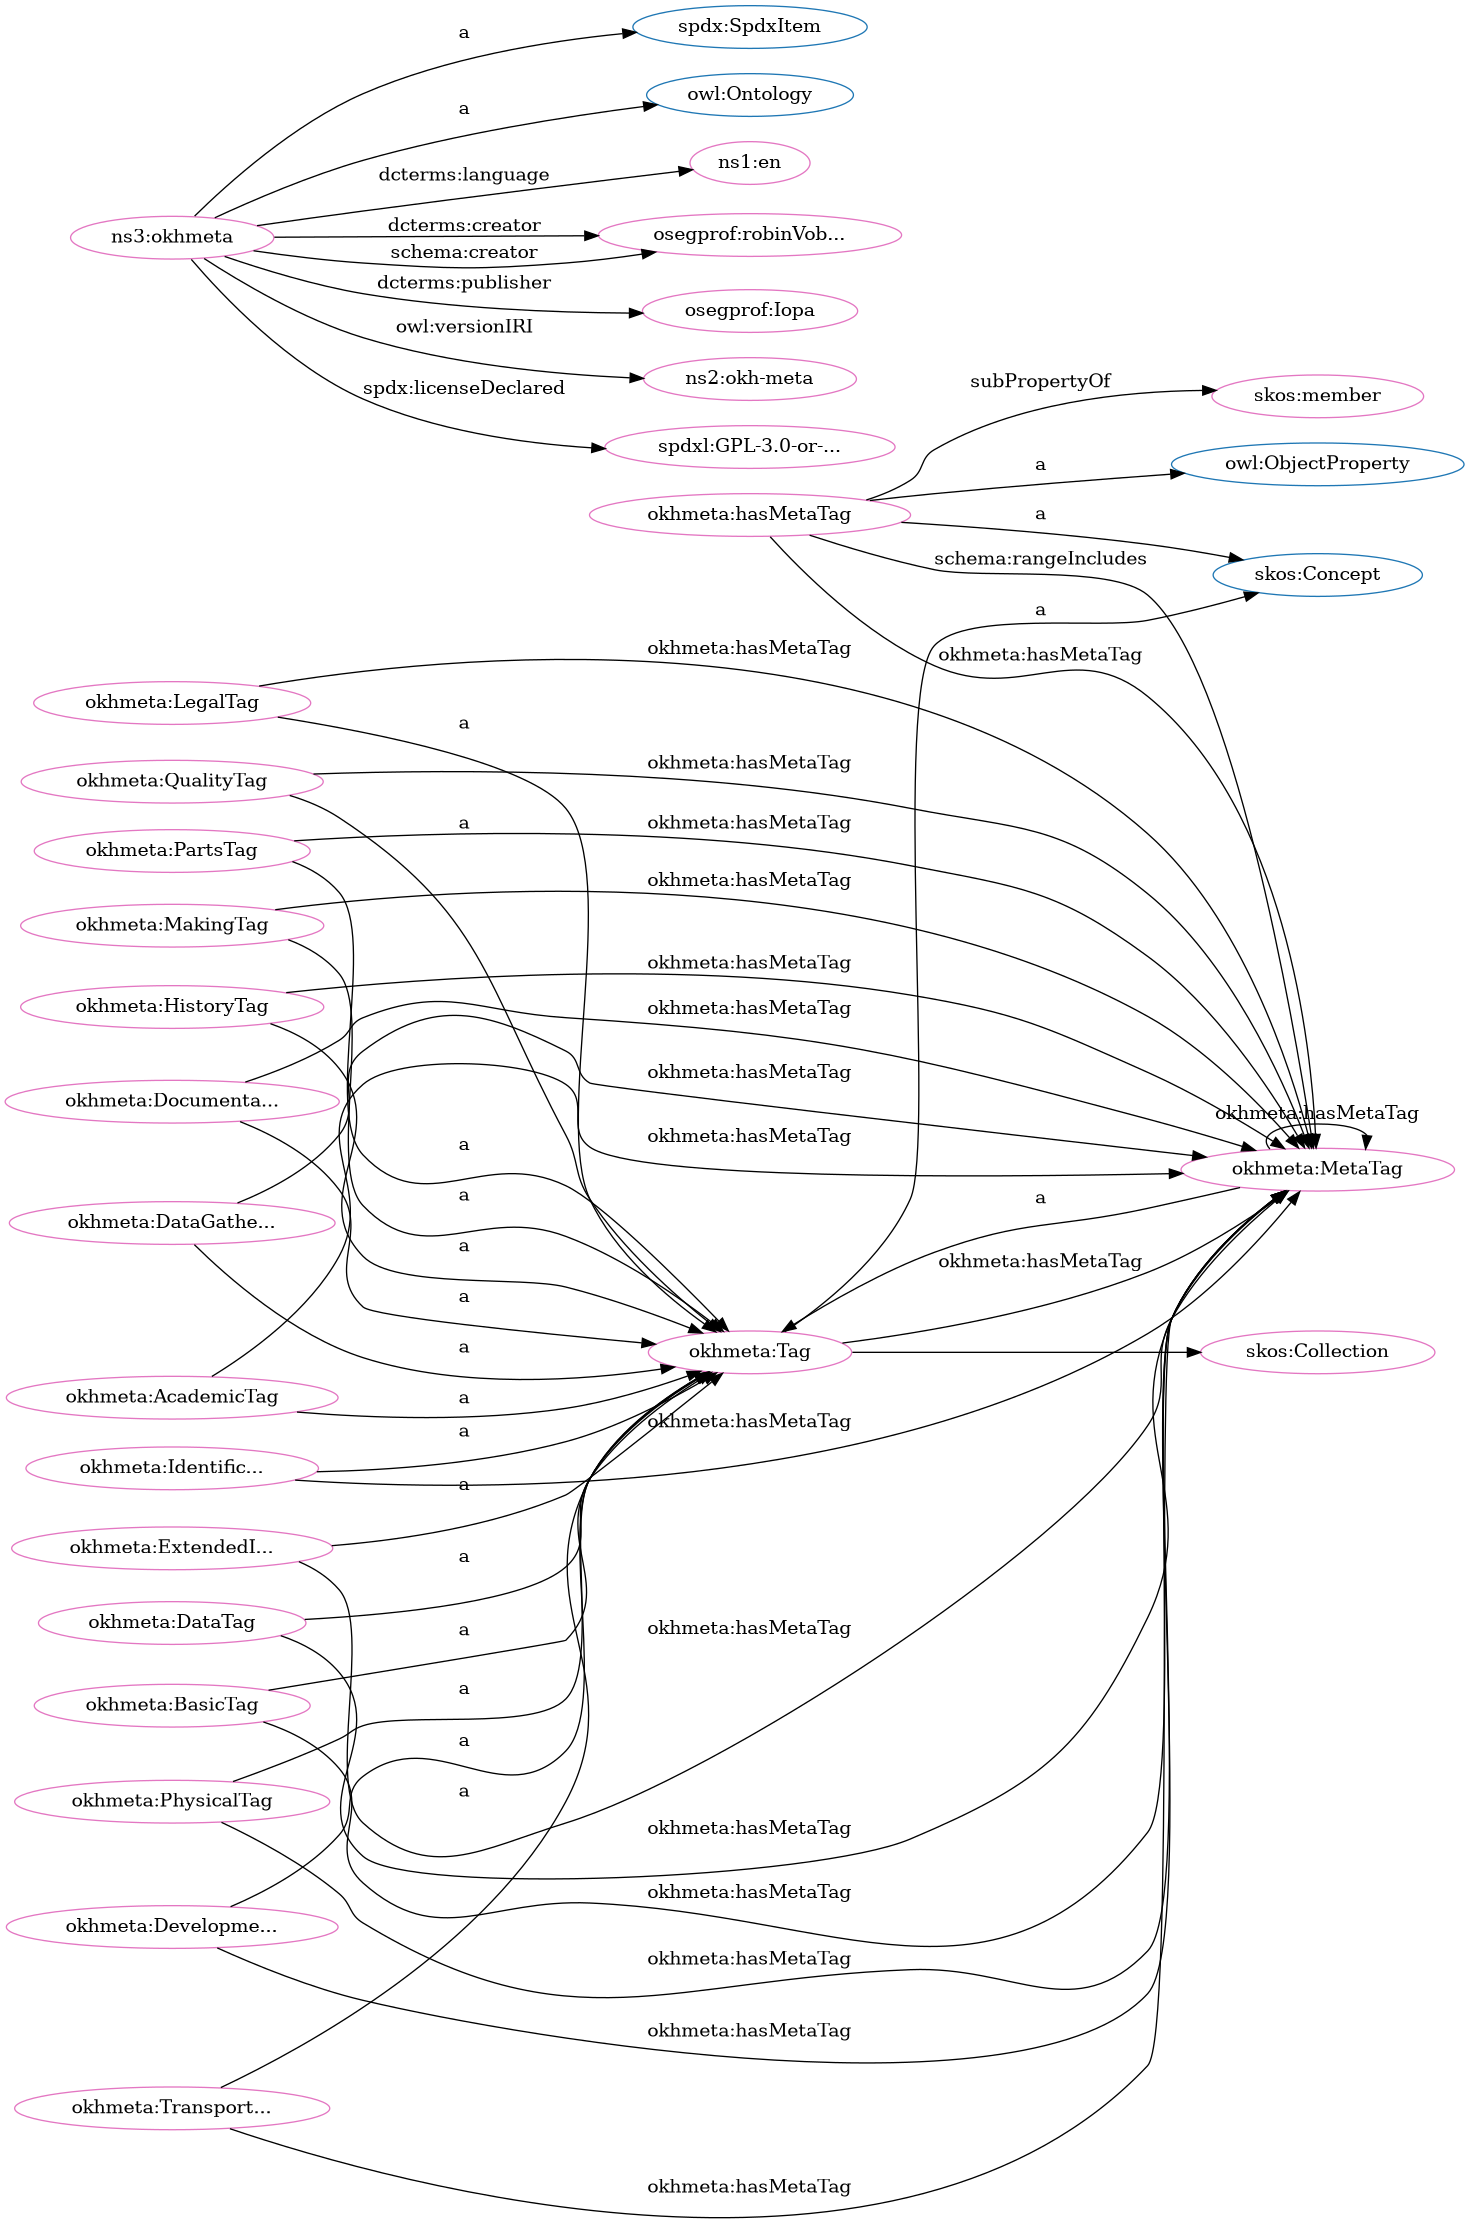 a
spdx:SpdxItem
a
owl:Ontology
dcterms:language
ns1:en
ns3:okhmeta
dcterms:creator
osegprof:robinVob...
schema:creator
dcterms:publisher
osegprof:Iopa
owl:versionIRI
ns2:okh-meta
spdx:licenseDeclared
spdxl:GPL-3.0-or-...
subPropertyOf
skos:member
a
owl:ObjectProperty
okhmeta:hasMetaTag
a
schema:rangeIncludes
skos:Concept
a
okhmeta:hasMetaTag
okhmeta:hasMetaTag
okhmeta:LegalTag
a
okhmeta:hasMetaTag
okhmeta:QualityTag
a
okhmeta:hasMetaTag
okhmeta:PartsTag
okhmeta:hasMetaTag
okhmeta:MakingTag
okhmeta:hasMetaTag
okhmeta:HistoryTag
okhmeta:hasMetaTag
okhmeta:hasMetaTag
okhmeta:Documenta...
okhmeta:hasMetaTag
okhmeta:hasMetaTag
a
okhmeta:MetaTag
a
a
okhmeta:DataGathe...
a
okhmeta:hasMetaTag
a
a
okhmeta:Tag
skos:Collection
okhmeta:AcademicTag
a
okhmeta:hasMetaTag
a
okhmeta:Identific...
a
okhmeta:ExtendedI...
a
okhmeta:DataTag
a
okhmeta:hasMetaTag
okhmeta:BasicTag
a
a
okhmeta:PhysicalTag
a
okhmeta:hasMetaTag
okhmeta:hasMetaTag
okhmeta:Developme...
okhmeta:hasMetaTag
okhmeta:hasMetaTag
okhmeta:Transport...
okhmeta:hasMetaTag